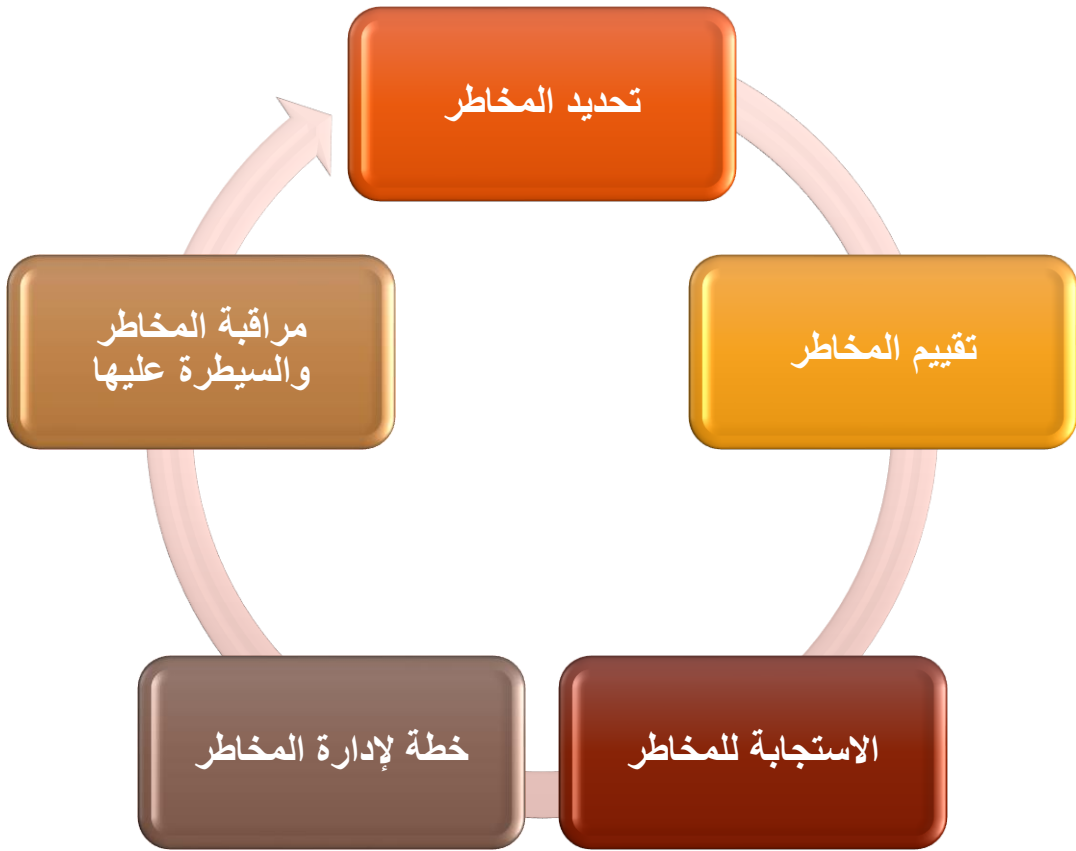 تحديد المخاطر
تقييم المخاطر
الاستجابة للمخاطر
خطة لإدارة المخاطر
مراقبة المخاطر
والسيطرة عليها